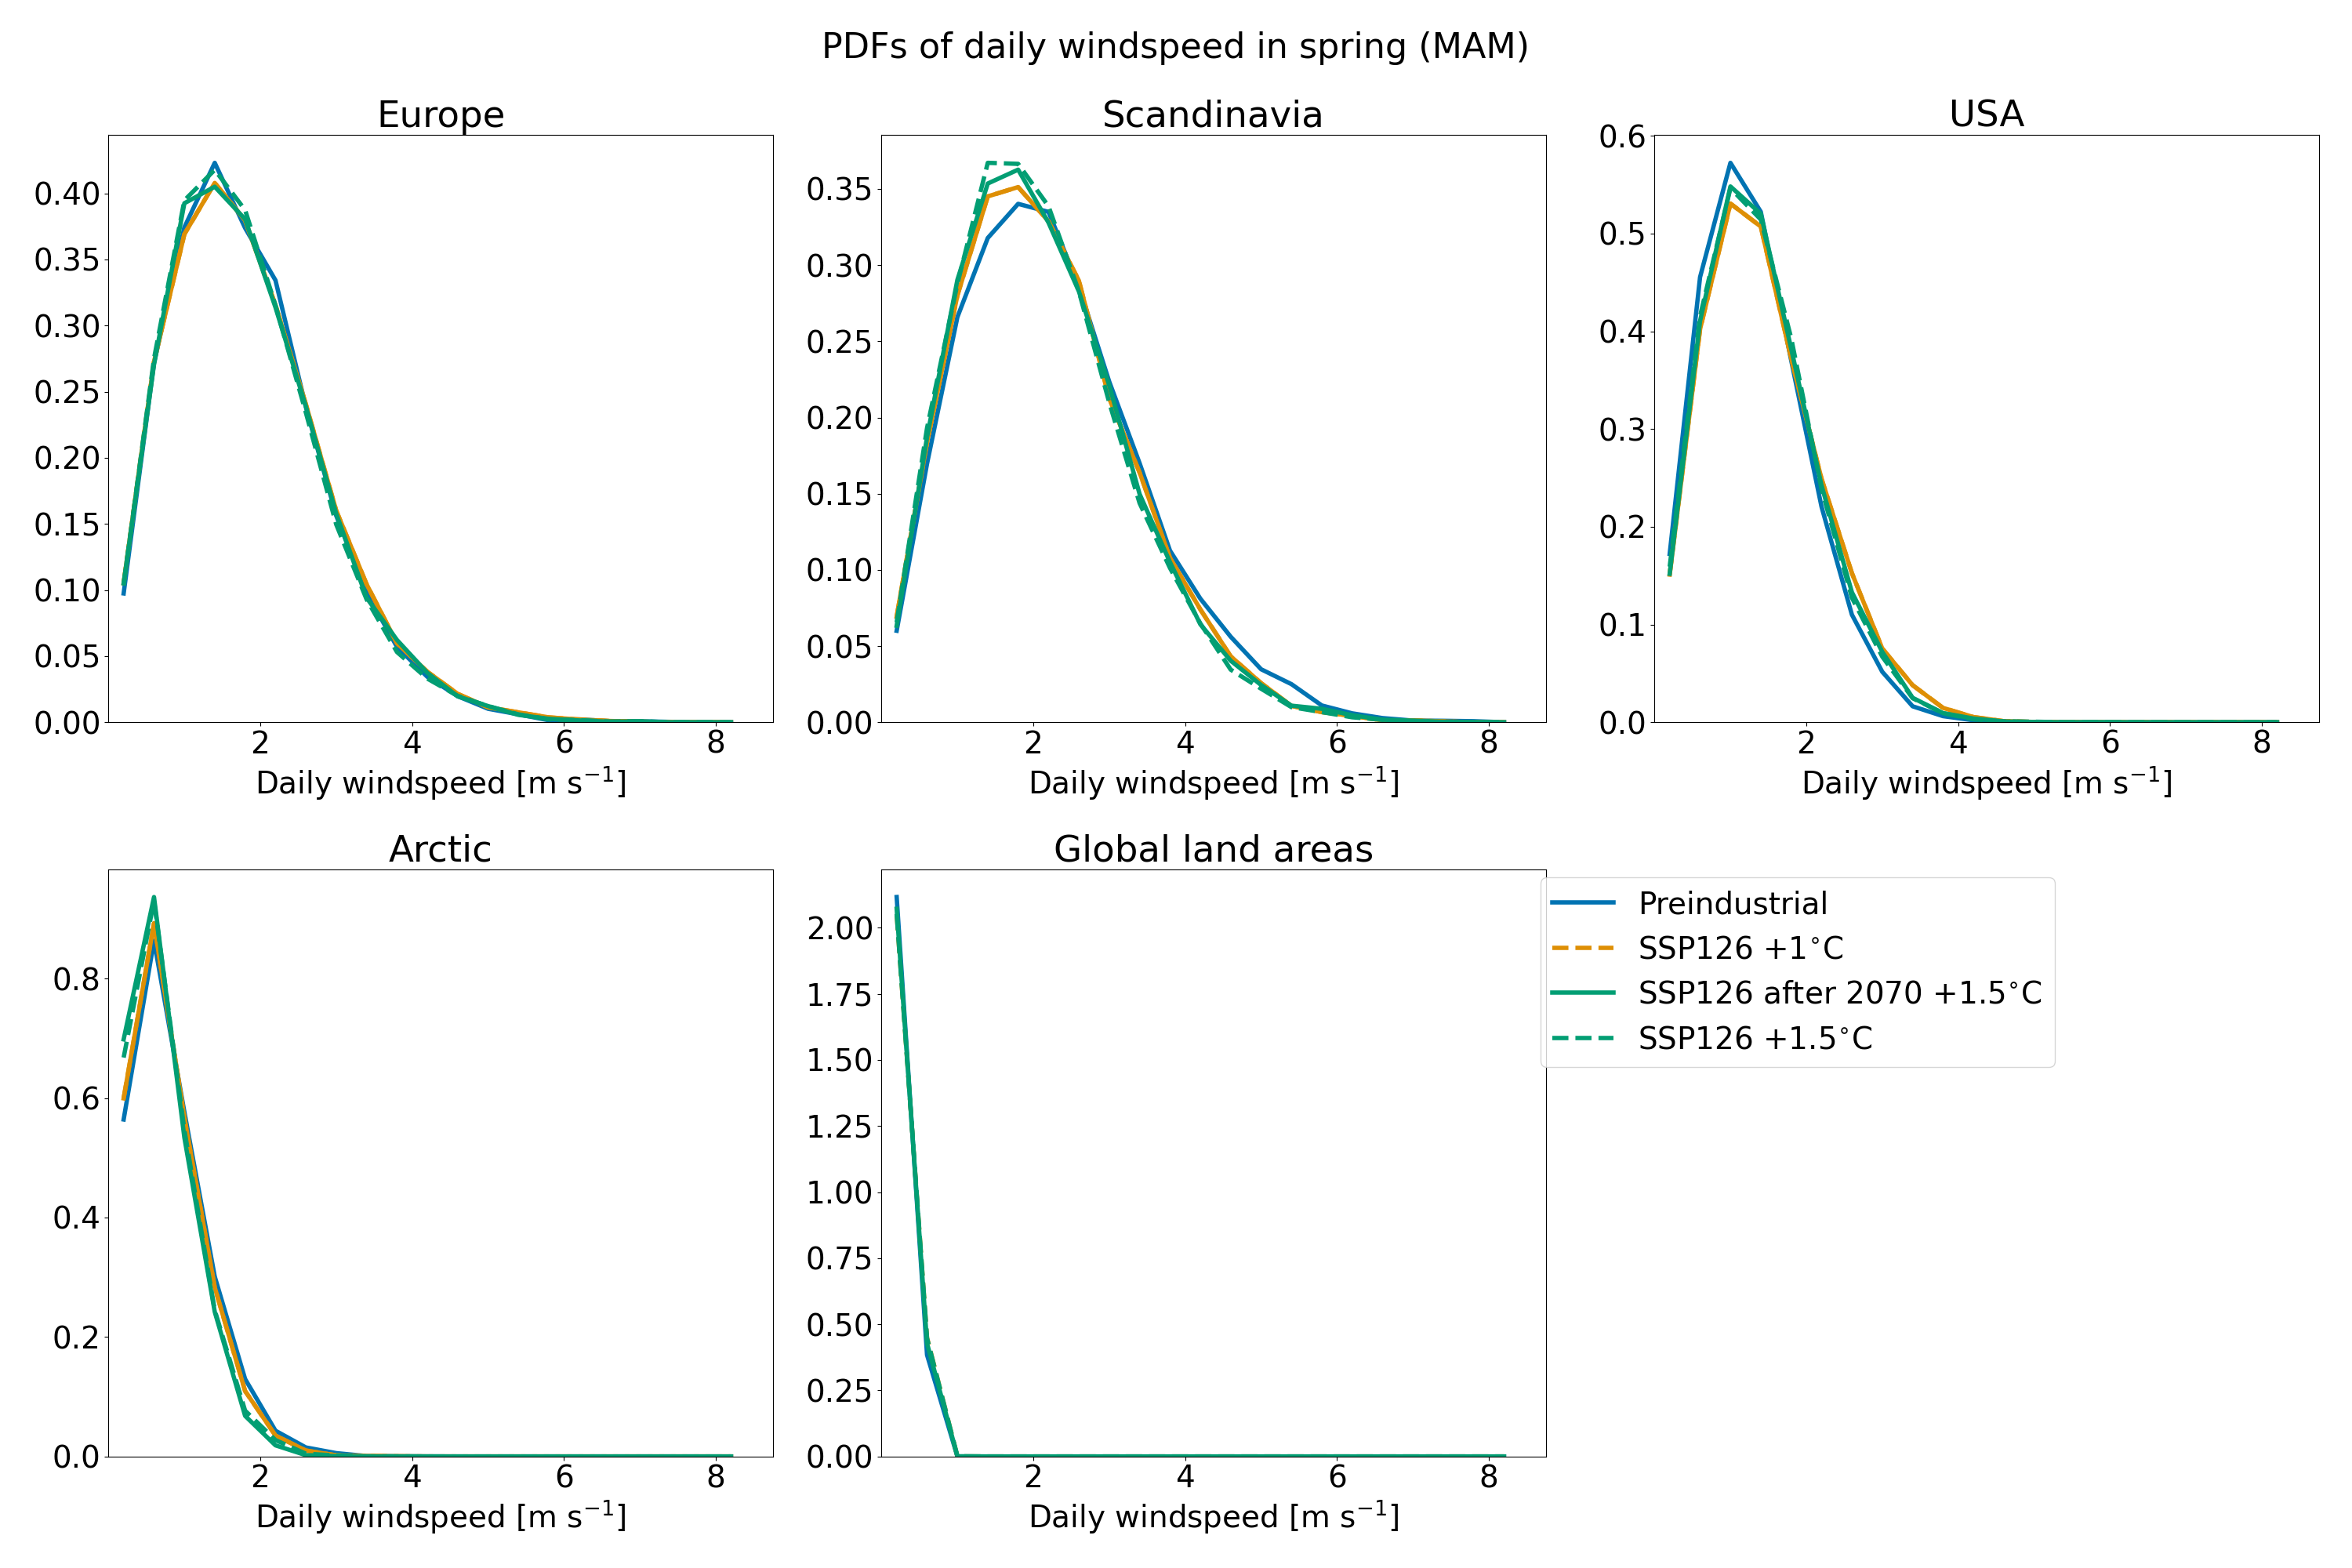 PDFs of daily windspeed in spring (MAM)
Europe
0.40
0.35
0.30
0.25
0.20
0.15
0.10
0.05
0.00
2 4 6 8
Daily windspeed [m s⁻¹]
Scandinavia
0.35
0.30
0.25
0.20
0.15
0.10
0.05
0.00
2 4 6 8
Daily windspeed [m s⁻¹]
USA
0.6
0.5
0.4
0.3
0.2
0.1
0.0
2 4 6 8
Daily windspeed [m s⁻¹]
Arctic
0.8
0.6
0.4
0.2
0.0
2 4 6 8
Daily windspeed [m s⁻¹]
Global land areas
2.00
1.75
1.50
1.25
1.00
0.75
0.50
0.25
0.00
2 4 6 8
Daily windspeed [m s⁻¹]
Preindustrial
SSP126 +1°C
SSP126 after 2070 +1.5°C
SSP126 +1.5°C